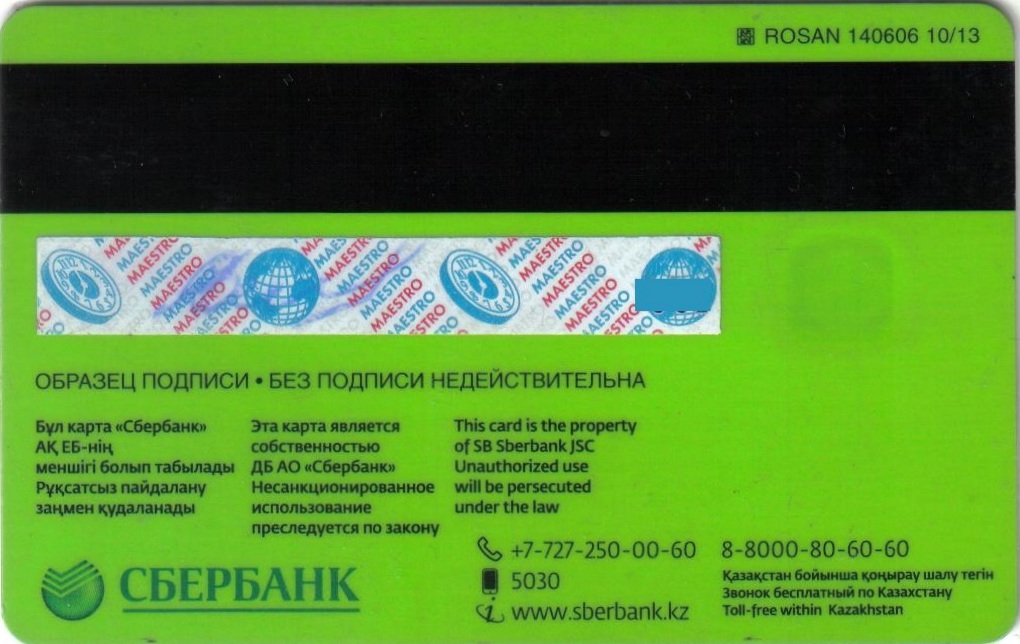 ROSAN 140606 10/13
MAESTRO MAESTRO MAESTRO MAESTRO
ОБРАЗЕЦ ПОДПИСИ • БЕЗ ПОДПИСИ НЕДЕЙСТВИТЕЛЬНА
Бұл карта «Сбербанк»
АҚ ЕБ-нің
меншігі болып табылады
Рұқсатсыз пайдалану
заңмен қудаланады
Эта карта является
собственностью
ДБ АО «Сбербанк»
Несанкционированное
использование
преследуется по закону
This card is the property
of SB Sberbank JSC
Unauthorized use
will be persecuted
under the law
СБЕРБАНК
+7-727-250-00-60
5030
www.sberbank.kz
8-8000-80-60-60
Қазақстан бойынша қоңырау шалу тегін
Звонок бесплатный по Казахстану
Toll-free within Kazakhstan